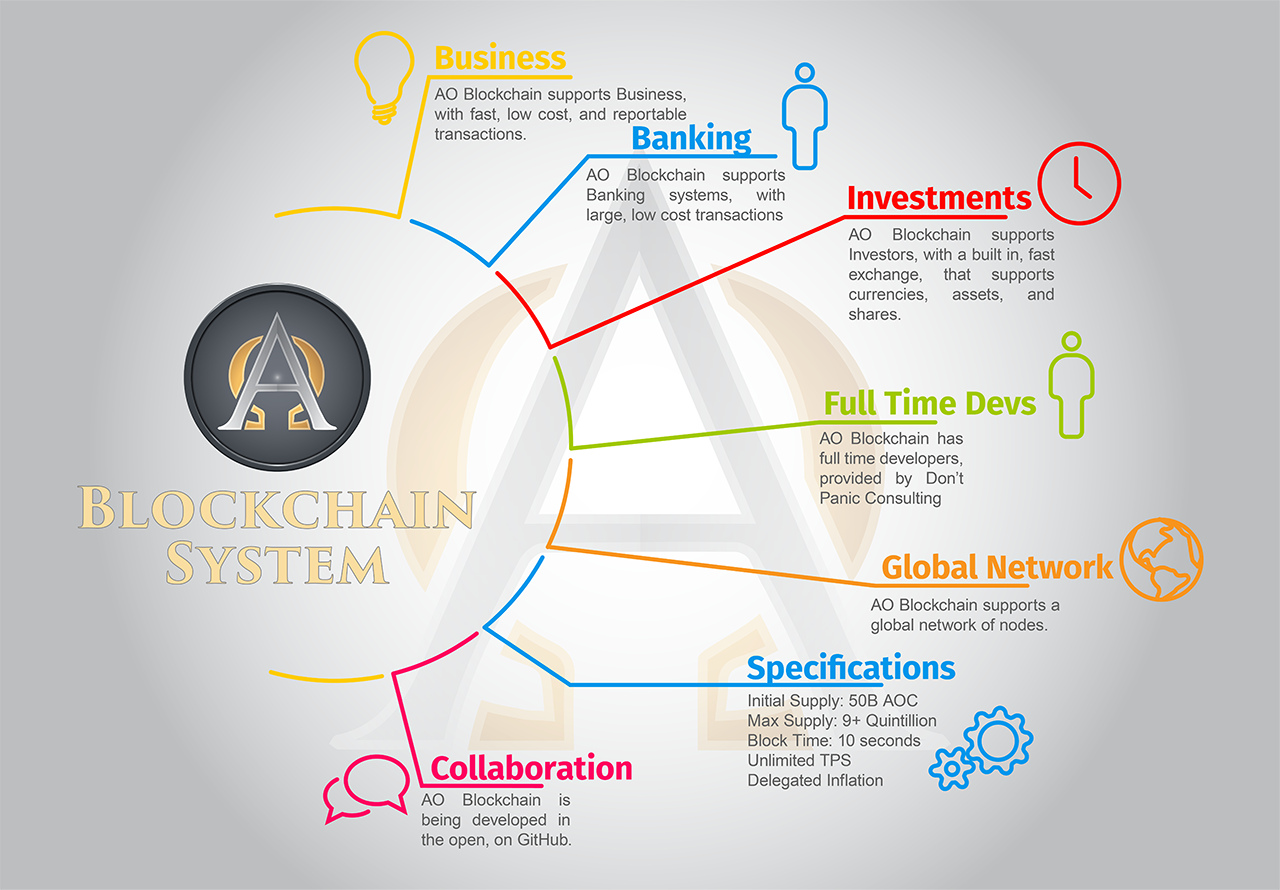 Business
AO Blockchain supports Business,
with fast, low cost, and reportable
transactions.
Banking
AO Blockchain supports
Banking systems, with
large, low cost transactions
Investments
AO Blockchain supports
Investors, with a built in, fast
exchange, that supports
currencies, assets, and
shares.
BLOCKCHAIN
SYSTEM
Full Time Devs
AO Blockchain has
full time developers,
provided by Don’t
Panic Consulting
Global Network
AO Blockchain supports a
global network of nodes.
Specifications
Initial Supply: 50B AOC
Max Supply: 9+ Quintillion
Block Time: 10 seconds
Unlimited TPS
Delegated Inflation
Collaboration
AO Blockchain is
being developed in
the open, on GitHub.